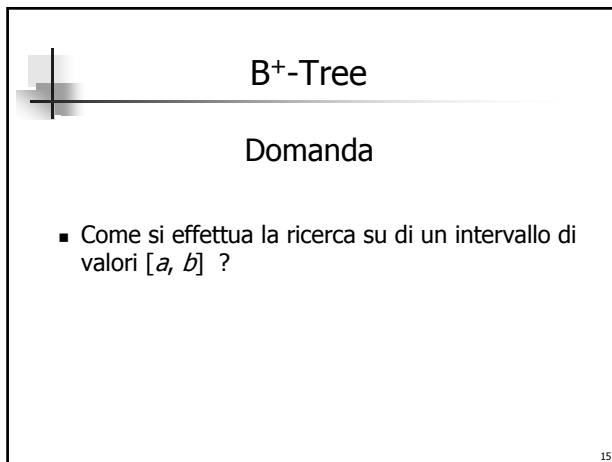 B⁺-Tree
Domanda
▪ Come si effettua la ricerca su di un intervallo di
valori [a, b] ?
15